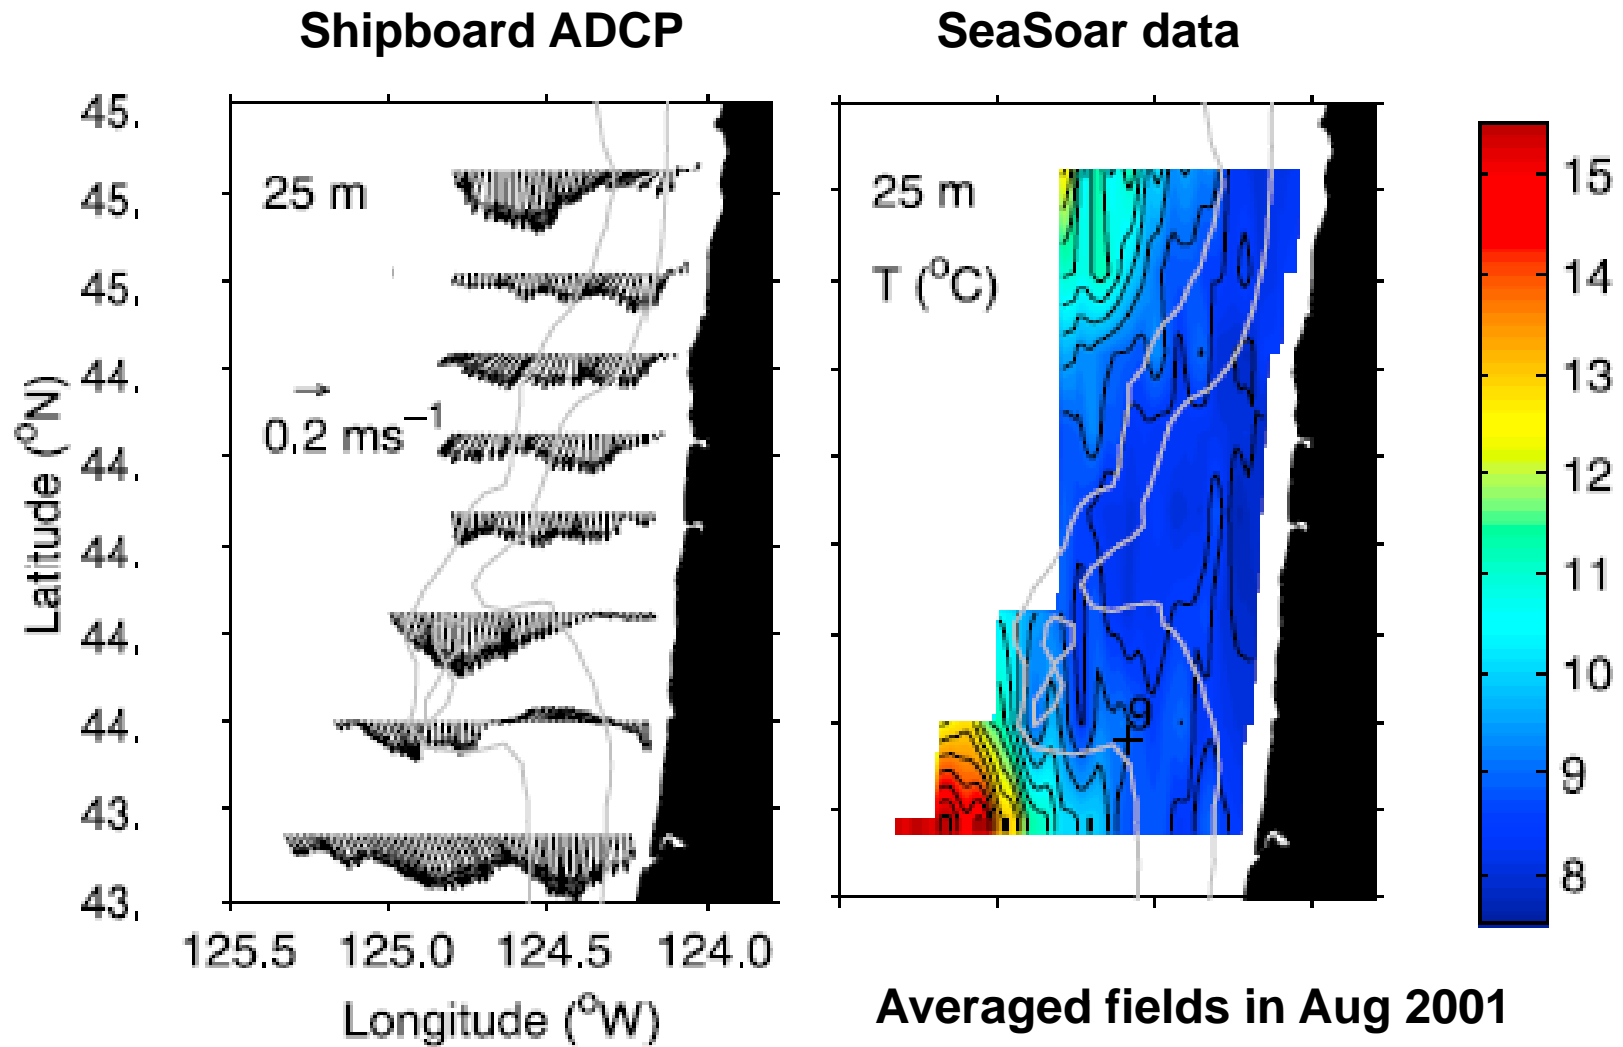 Shipboard ADCP
SeaSoar data
45.
45.
45.
44.
44.
44.
44.
44.
43.
43.
Latitude (°N)
25 m
0.2 ms⁻¹
125.5 125.0 124.5 124.0
Longitude (°W)
25 m
T (°C)
9
15
14
13
12
11
10
9
8
Averaged fields in Aug 2001